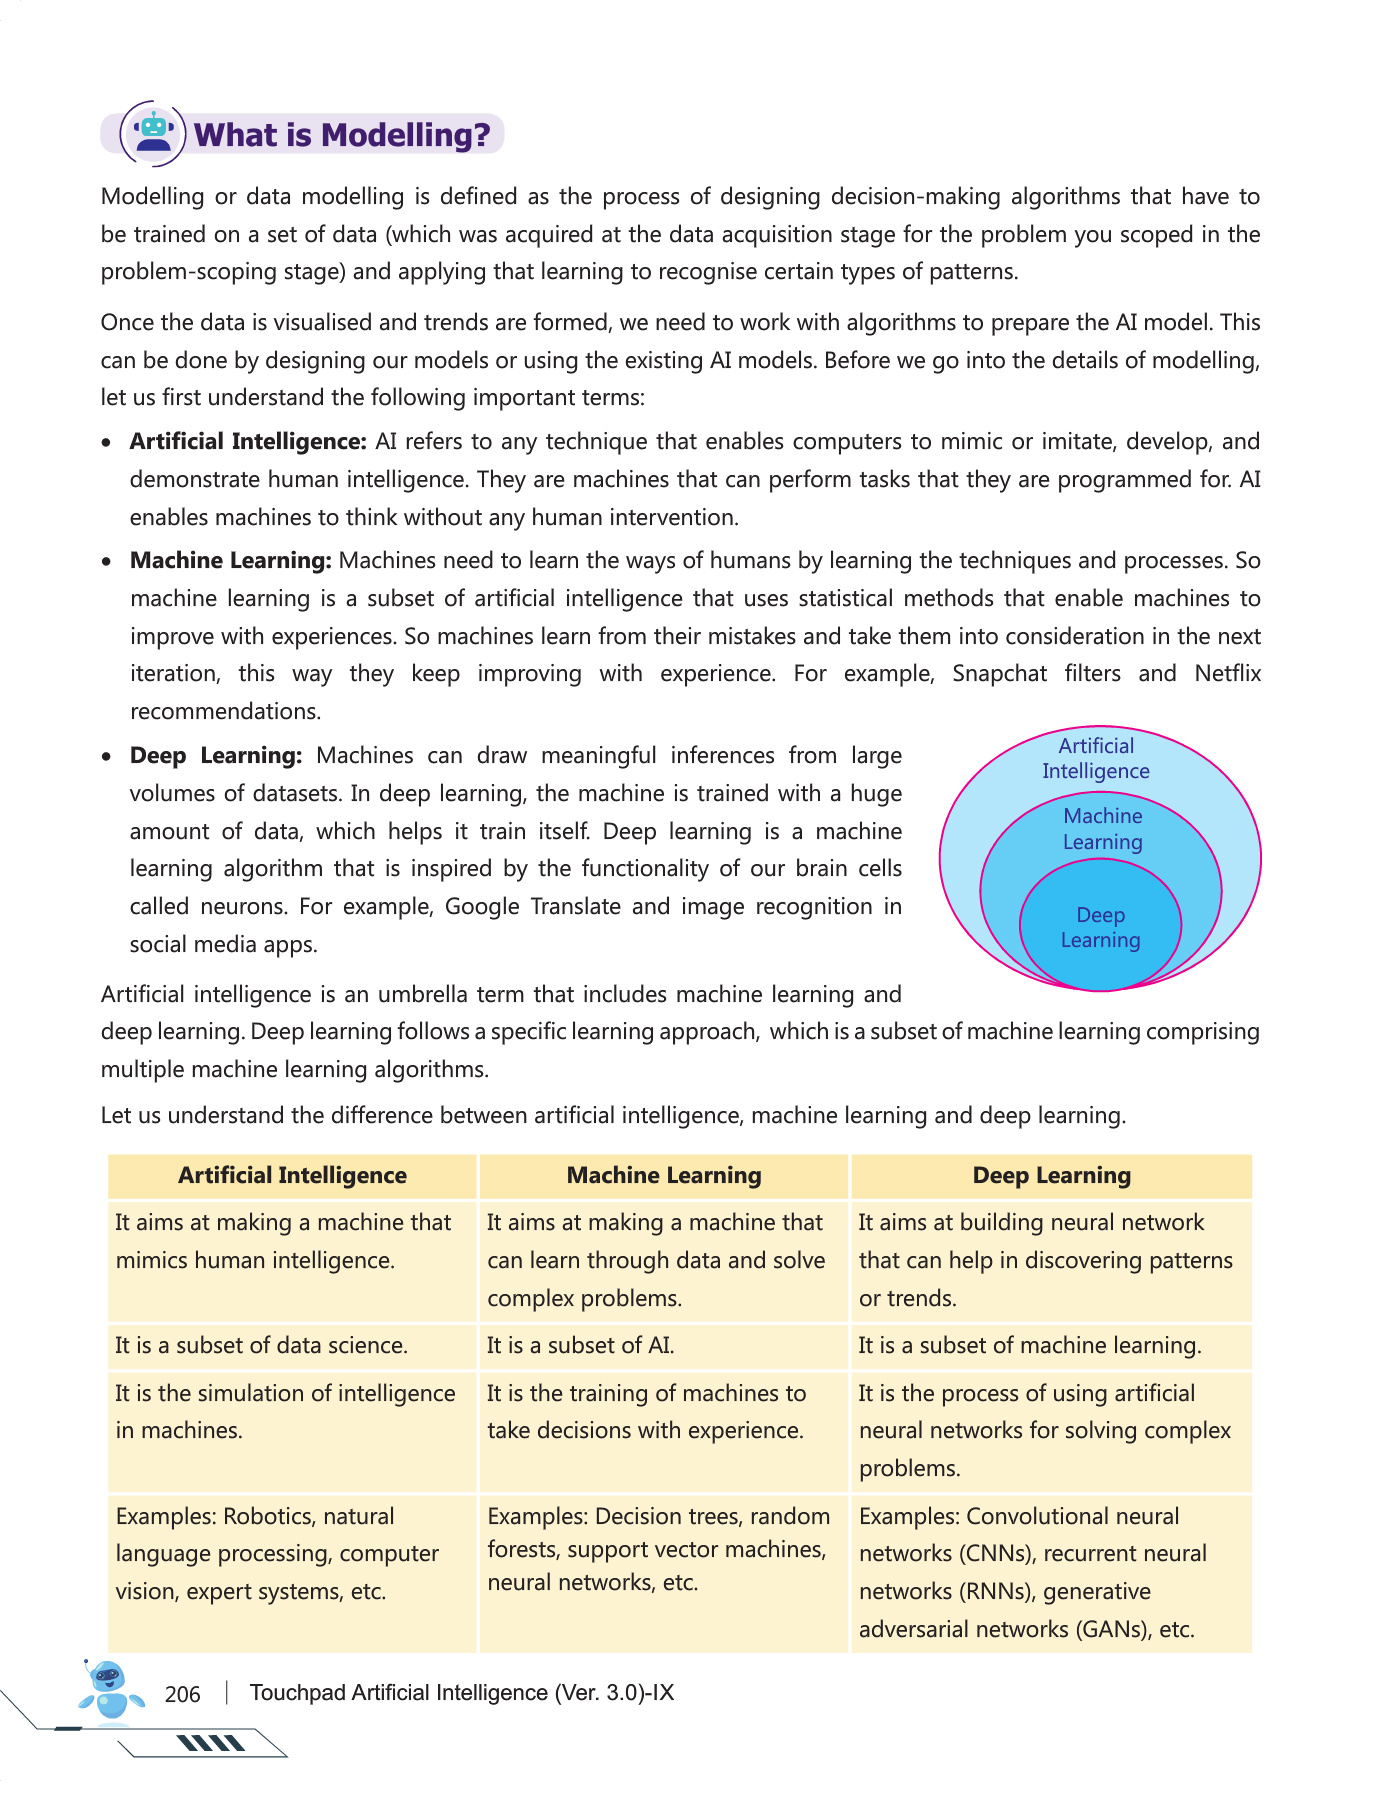 What is Modelling?
Modelling or data modelling is defined as the process of designing decision-making algorithms that have to
be trained on a set of data (which was acquired at the data acquisition stage for the problem you scoped in the
problem-scoping stage) and applying that learning to recognise certain types of patterns.
Once the data is visualised and trends are formed, we need to work with algorithms to prepare the AI model. This
can be done by designing our models or using the existing AI models. Before we go into the details of modelling,
let us first understand the following important terms:
• Artificial Intelligence: AI refers to any technique that enables computers to mimic or imitate, develop, and
demonstrate human intelligence. They are machines that can perform tasks that they are programmed for. AI
enables machines to think without any human intervention.
• Machine Learning: Machines need to learn the ways of humans by learning the techniques and processes. So
machine learning is a subset of artificial intelligence that uses statistical methods that enable machines to
improve with experiences. So machines learn from their mistakes and take them into consideration in the next
iteration, this way they keep improving with experience. For example, Snapchat filters and Netflix
recommendations.
• Deep Learning: Machines can draw meaningful inferences from large
volumes of datasets. In deep learning, the machine is trained with a huge
amount of data, which helps it train itself. Deep learning is a machine
learning algorithm that is inspired by the functionality of our brain cells
called neurons. For example, Google Translate and image recognition in
social media apps.
Artificial
Intelligence
Machine
Learning
Deep
Learning
Artificial intelligence is an umbrella term that includes machine learning and
deep learning. Deep learning follows a specific learning approach, which is a subset of machine learning comprising
multiple machine learning algorithms.
Let us understand the difference between artificial intelligence, machine learning and deep learning.
Artificial Intelligence
Machine Learning
Deep Learning
It aims at making a machine that
mimics human intelligence.
It aims at making a machine that
can learn through data and solve
complex problems.
It aims at building neural network
that can help in discovering patterns
or trends.
It is a subset of data science.
It is a subset of AI.
It is a subset of machine learning.
It is the simulation of intelligence
in machines.
It is the training of machines to
take decisions with experience.
It is the process of using artificial
neural networks for solving complex
problems.
Examples: Robotics, natural
language processing, computer
vision, expert systems, etc.
Examples: Decision trees, random
forests, support vector machines,
neural networks, etc.
Examples: Convolutional neural
networks (CNNs), recurrent neural
networks (RNNs), generative
adversarial networks (GANs), etc.
206 | Touchpad Artificial Intelligence (Ver. 3.0)-IX